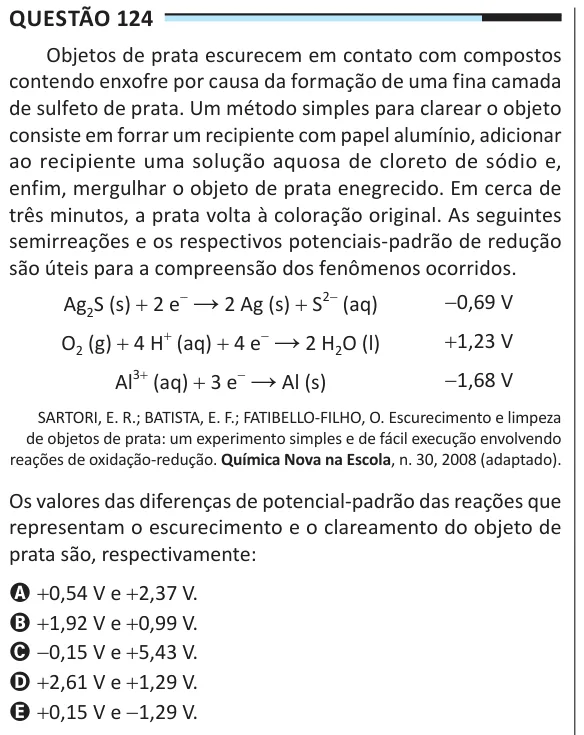 QUESTÃO 124
Objetos de prata escurecem em contato com compostos
contendo enxofre por causa da formação de uma fina camada
de sulfeto de prata. Um método simples para clarear o objeto
consiste em forrar um recipiente com papel alumínio, adicionar
ao recipiente uma solução aquosa de cloreto de sódio e,
enfim, mergulhar o objeto de prata enegrecido. Em cerca de
três minutos, a prata volta à coloração original. As seguintes
semirreações e os respectivos potenciais-padrão de redução
são úteis para a compreensão dos fenômenos ocorridos.
Ag₂S (s) + 2 e⁻ → 2 Ag (s) + S²⁻ (aq) −0,69 V
O₂ (g) + 4 H⁺ (aq) + 4 e⁻ → 2 H₂O (l) +1,23 V
Al³⁺ (aq) + 3 e⁻ → Al (s) −1,68 V
SARTORI, E. R.; BATISTA, E. F.; FATIBELLO-FILHO, O. Escurecimento e limpeza
de objetos de prata: um experimento simples e de fácil execução envolvendo
reações de oxidação-redução. Química Nova na Escola, n. 30, 2008 (adaptado).
Os valores das diferenças de potencial-padrão das reações que
representam o escurecimento e o clareamento do objeto de
prata são, respectivamente:
A +0,54 V e +2,37 V.
B +1,92 V e +0,99 V.
C −0,15 V e +5,43 V.
D +2,61 V e +1,29 V.
E +0,15 V e −1,29 V.